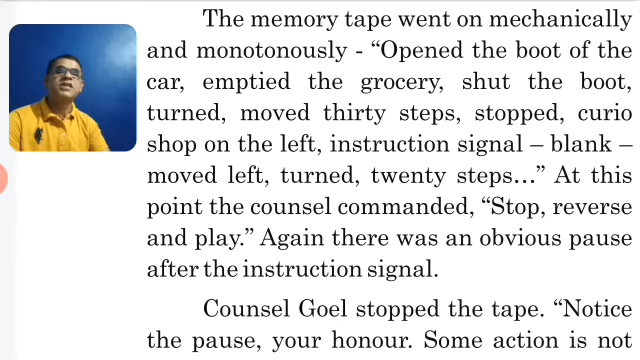 The memory tape went on mechanically
and monotonously - “Opened the boot of the
car, emptied the grocery, shut the boot,
turned, moved thirty steps, stopped, curio
shop on the left, instruction signal – blank –
moved left, turned, twenty steps…” At this
point the counsel commanded, “Stop, reverse
and play.” Again there was an obvious pause
after the instruction signal.
Counsel Goel stopped the tape. “Notice
the pause, your honour. Some action is not